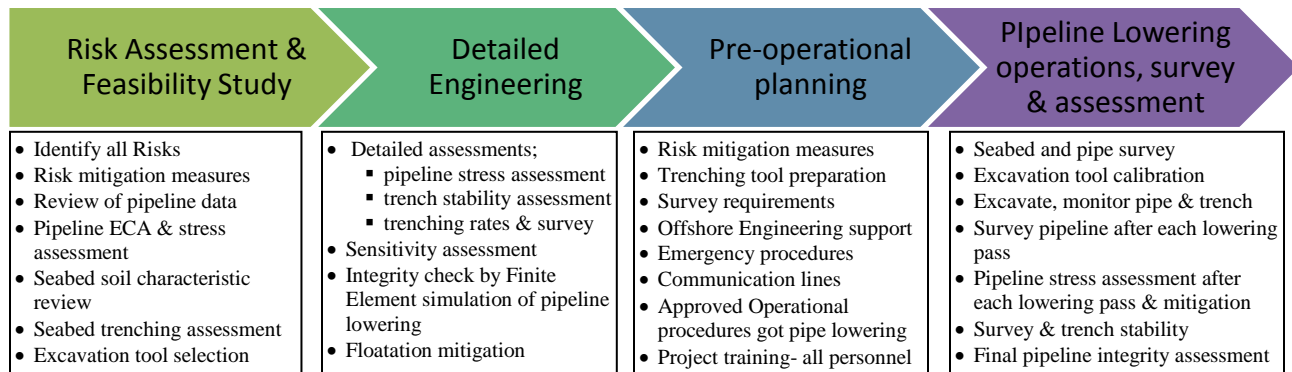 Risk Assessment &
Feasibility Study
• Identify all Risks
• Risk mitigation measures
• Review of pipeline data
• Pipeline ECA & stress
assessment
• Seabed soil characteristic
review
• Seabed trenching assessment
• Excavation tool selection
Detailed
Engineering
• Detailed assessments;
▪ pipeline stress assessment
▪ trench stability assessment
▪ trenching rates & survey
• Sensitivity assessment
• Integrity check by Finite
Element simulation of pipeline
lowering
• Floatation mitigation
Pre-operational
planning
• Risk mitigation measures
• Trenching tool preparation
• Survey requirements
• Offshore Engineering support
• Emergency procedures
• Communication lines
• Approved Operational
procedures got pipe lowering
• Project training- all personnel
PIpeline Lowering
operations, survey
& assessment
• Seabed and pipe survey
• Excavation tool calibration
• Excavate, monitor pipe & trench
• Survey pipeline after each lowering
pass
• Pipeline stress assessment after
each lowering pass & mitigation
• Survey & trench stability
• Final pipeline integrity assessment